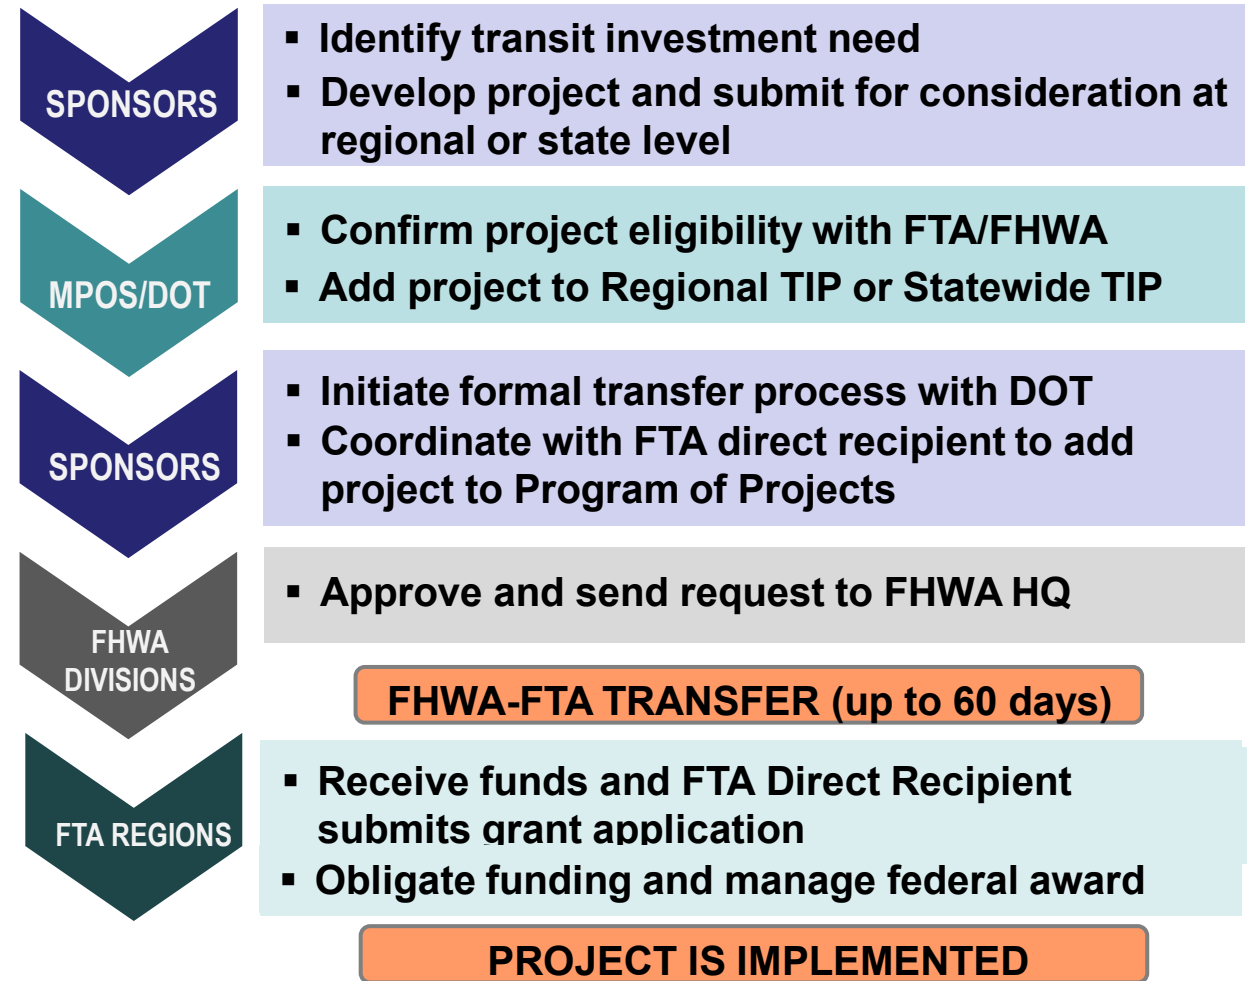 SPONSORS
▪ Identify transit investment need
▪ Develop project and submit for consideration at
regional or state level
MPOS/DOT
▪ Confirm project eligibility with FTA/FHWA
▪ Add project to Regional TIP or Statewide TIP
SPONSORS
▪ Initiate formal transfer process with DOT
▪ Coordinate with FTA direct recipient to add
project to Program of Projects
FHWA
DIVISIONS
▪ Approve and send request to FHWA HQ
FHWA-FTA TRANSFER (up to 60 days)
FTA REGIONS
▪ Receive funds and FTA Direct Recipient
submits grant application
▪ Obligate funding and manage federal award
PROJECT IS IMPLEMENTED